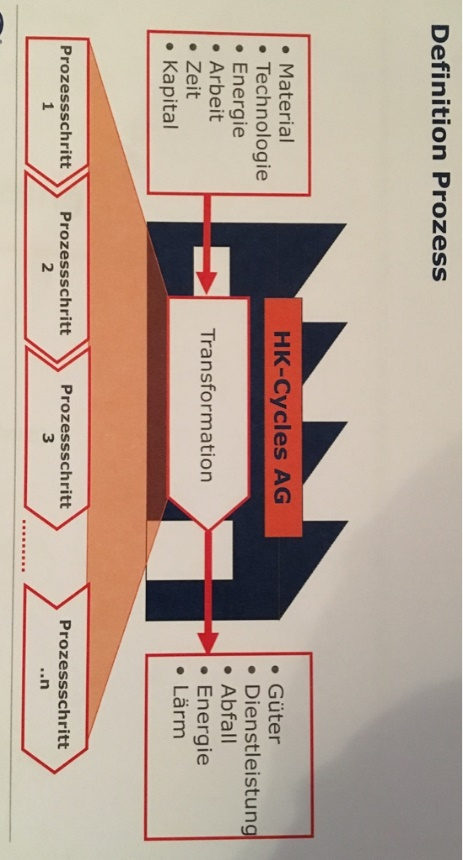 Definition Prozess
• Material
• Technologie
• Energie
• Arbeit
• Zeit
• Kapital
HK-Cycles AG
Transformation
• Güter
• Dienstleistung
• Abfall
• Energie
• Lärm
Prozessschritt
1
Prozessschritt
2
Prozessschritt
3
.........
Prozessschritt
..n